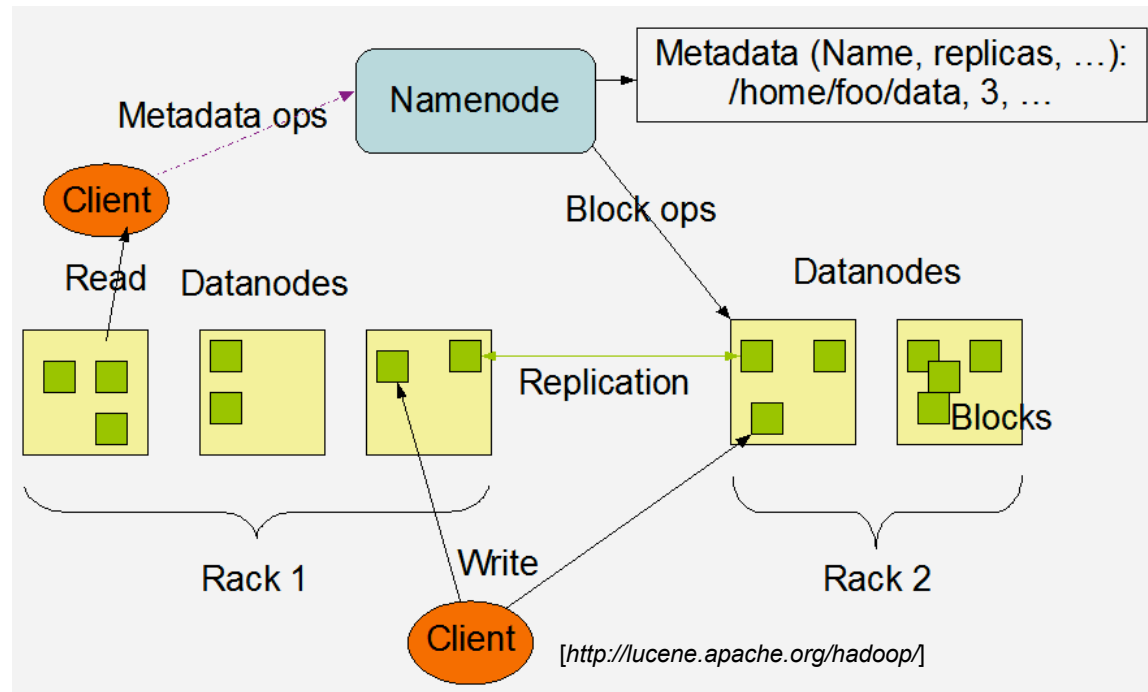 Metadata (Name, replicas, …):
/home/foo/data, 3, …
Namenode
Metadata ops
Client
Block ops
Read
Datanodes
Datanodes
Replication
Blocks
Rack 1
Write
Rack 2
Client
[http://lucene.apache.org/hadoop/]